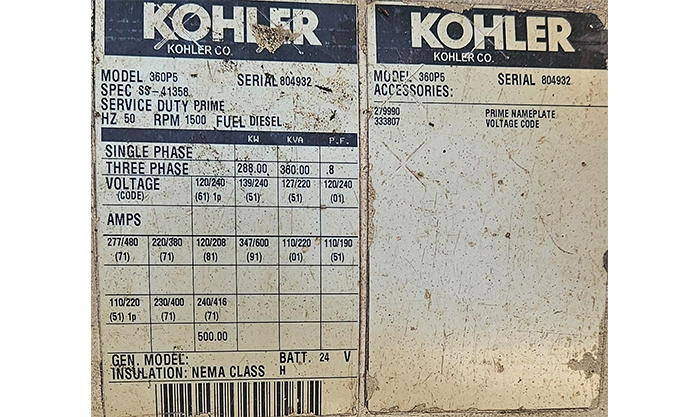 KOHLER
KOHLER CO.
MODEL 360P5 SERIAL 804932
SPEC SS-41358
SERVICE DUTY PRIME
HZ 50 RPM 1500 FUEL DIESEL
KW KVA P.F.
SINGLE PHASE
THREE PHASE 288.00 360.00 .8
VOLTAGE 120/240 139/240 127/220 120/240
(CODE) (61) 1p (51) (51) (01)
AMPS
277/480 220/380 120/208 347/600 110/220 110/190
(71) (71) (81) (91) (01) (51)
110/220 230/400 240/416
(51) 1p (71) (71)
500.00
GEN. MODEL: BATT. 24 V
INSULATION: NEMA CLASS H
KOHLER
KOHLER CO.
MODEL 360P5 SERIAL 804932
ACCESSORIES:
279990 PRIME NAMEPLATE
333807 VOLTAGE CODE